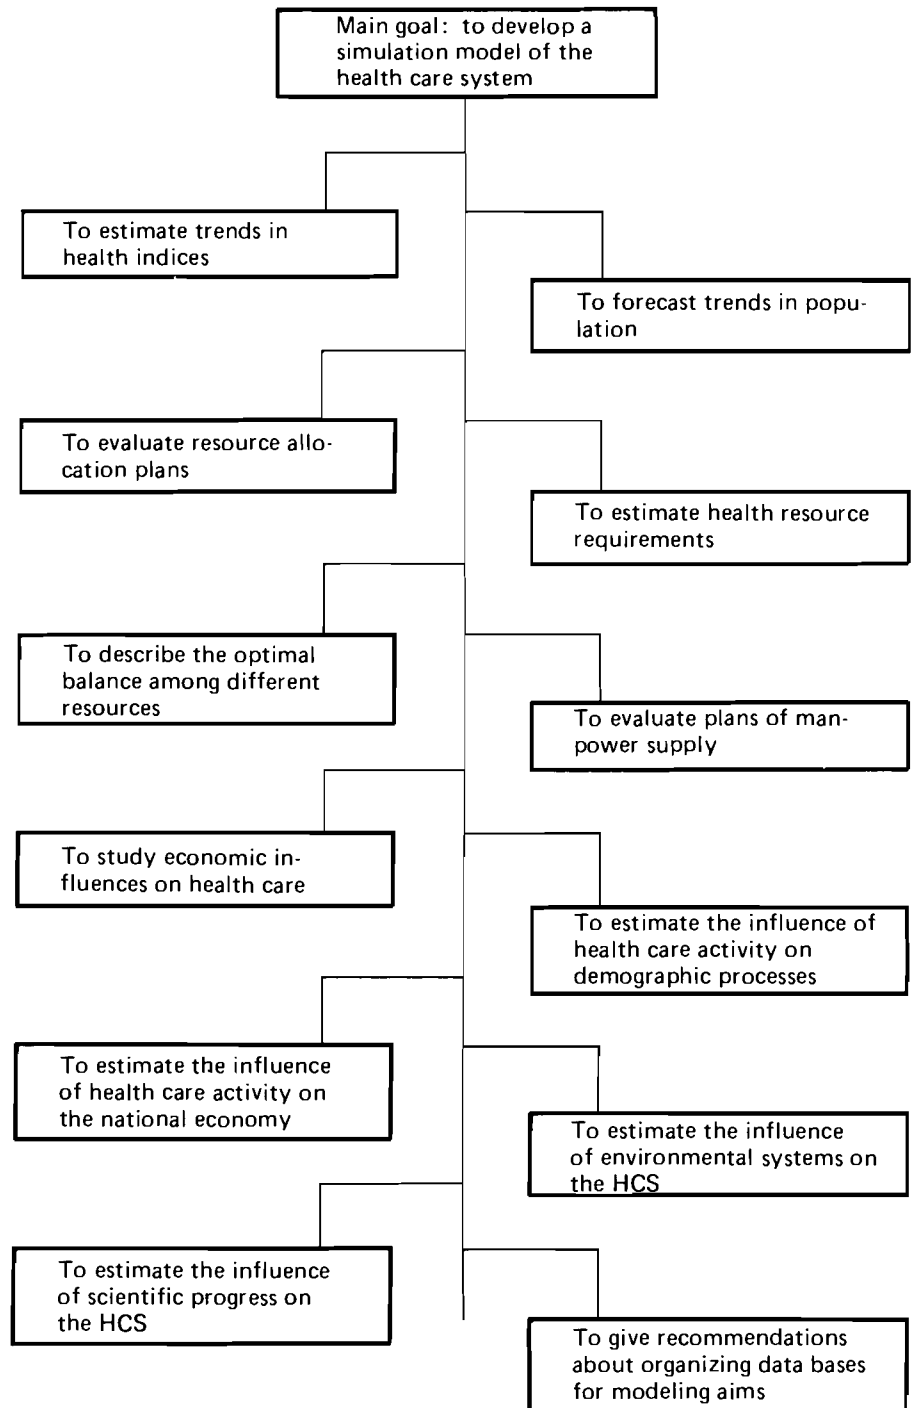 Main goal: to develop a
simulation model of the
health care system
To estimate trends in
health indices
To forecast trends in popu-
lation
To evaluate resource allo-
cation plans
To estimate health resource
requirements
To describe the optimal
balance among different
resources
To evaluate plans of man-
power supply
To study economic in-
fluences on health care
To estimate the influence of
health care activity on
demographic processes
To estimate the influence
of health care activity on
the national economy
To estimate the influence
of environmental systems on
the HCS
To estimate the influence
of scientific progress on
the HCS
To give recommendations
about organizing data bases
for modeling aims